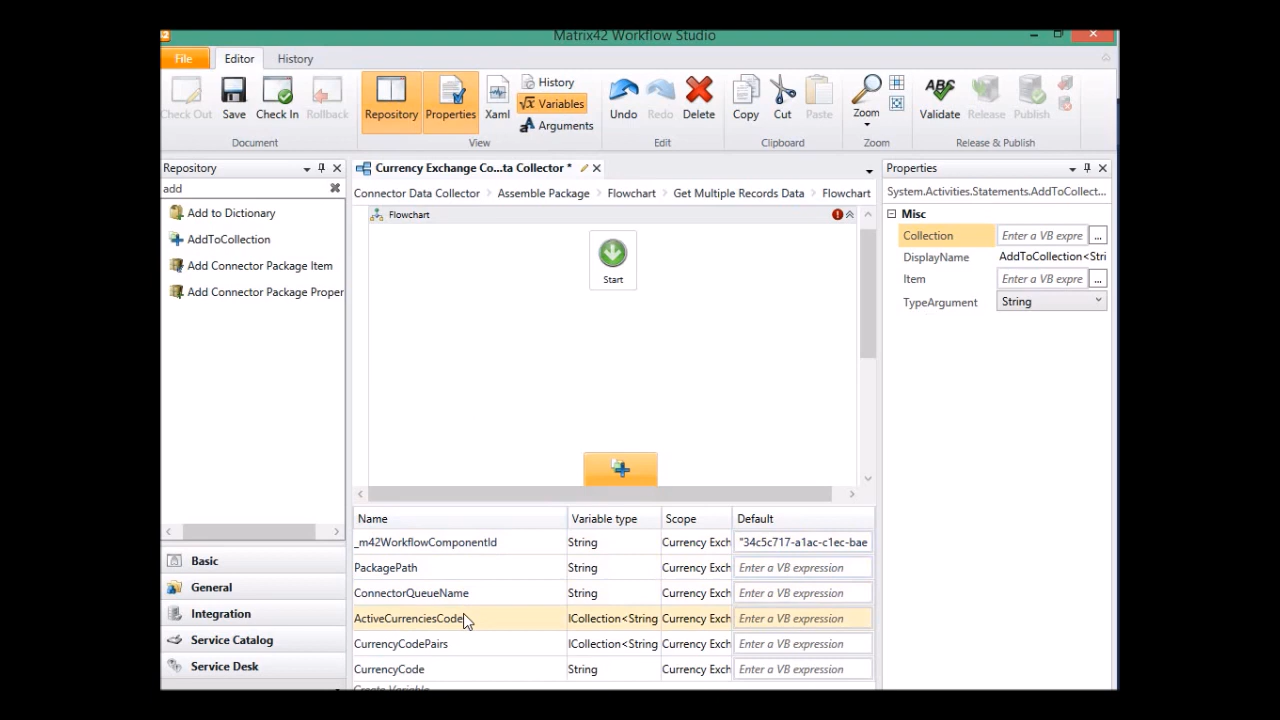 Matrix42 Workflow Studio
File Editor History
Check Out Save Check In Rollback
Document
Repository Properties Xaml
History
Variables
Arguments
View
Undo Redo Delete
Edit
Copy Cut Paste
Clipboard
Zoom
Zoom
Validate Release Publish
Release & Publish
Repository
add
Add to Dictionary
AddToCollection
Add Connector Package Item
Add Connector Package Proper
Basic
General
Integration
Service Catalog
Service Desk
Currency Exchange Co...ta Collector *
Connector Data Collector Assemble Package Flowchart Get Multiple Records Data Flowchart
Flowchart
Start
Name Variable type Scope Default
_m42WorkflowComponentId String Currency Exch "34c5c717-a1ac-c1ec-bae
PackagePath String Currency Exch Enter a VB expression
ConnectorQueueName String Currency Exch Enter a VB expression
ActiveCurrenciesCode ICollection<String Currency Exch Enter a VB expression
CurrencyCodePairs ICollection<String Currency Exch Enter a VB expression
CurrencyCode String Currency Exch Enter a VB expression
Create Variable
Properties
System.Activities.Statements.AddToCollect...
Misc
Collection Enter a VB expre ...
DisplayName AddToCollection<Stri
Item Enter a VB expre ...
TypeArgument String